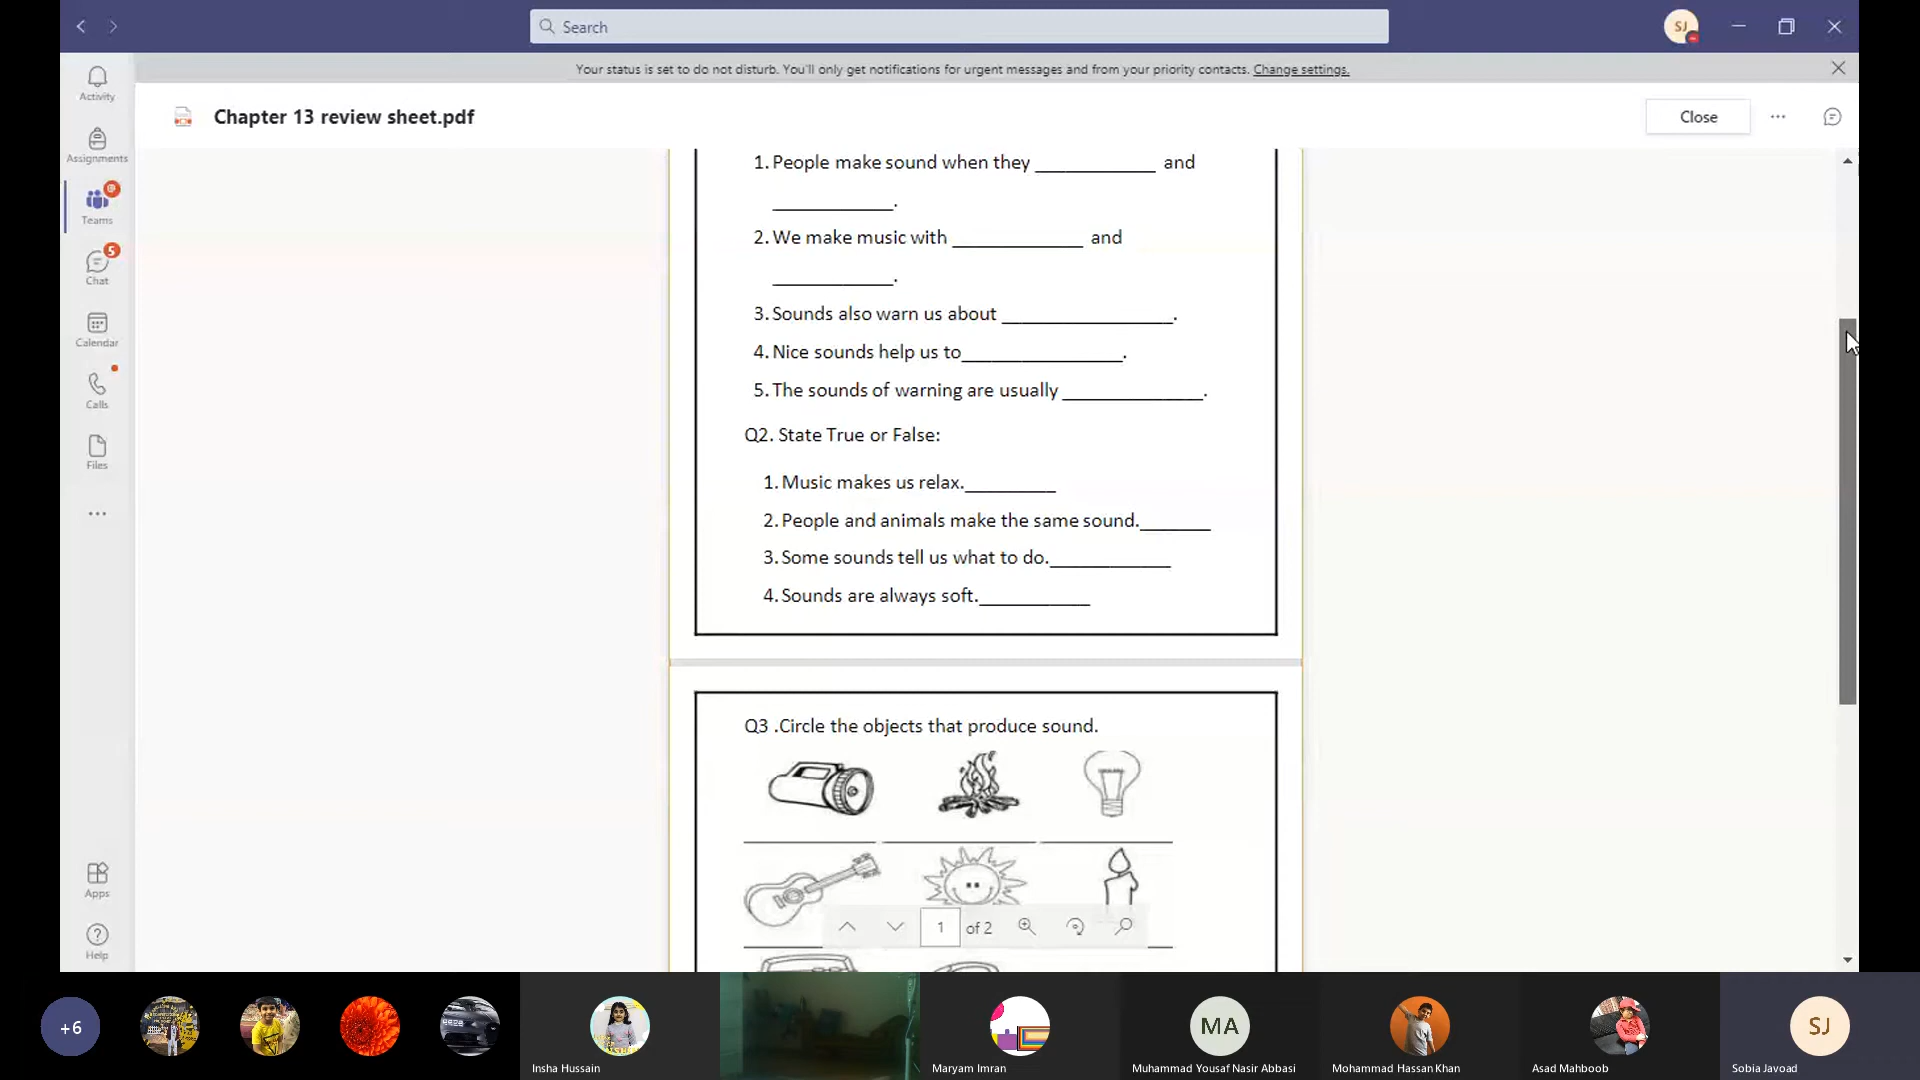 Search
SJ
Your status is set to do not disturb. You'll only get notifications for urgent messages and from your priority contacts. Change settings.
Activity
Assignments
Teams
Chat
5
Calendar
Calls
Files
Apps
Help
Chapter 13 review sheet.pdf
Close
1. People make sound when they ____________ and
____________.
2. We make music with _____________ and
____________.
3. Sounds also warn us about _________________.
4. Nice sounds help us to________________.
5. The sounds of warning are usually ______________.
Q2. State True or False:
1. Music makes us relax._________
2. People and animals make the same sound._______
3. Some sounds tell us what to do.____________
4. Sounds are always soft.___________
Q3 .Circle the objects that produce sound.
1 of 2
+6
Insha Hussain
Maryam Imran
MA
Muhammad Yousaf Nasir Abbasi
Mohammad Hassan Khan
Asad Mahboob
SJ
Sobia Javoad